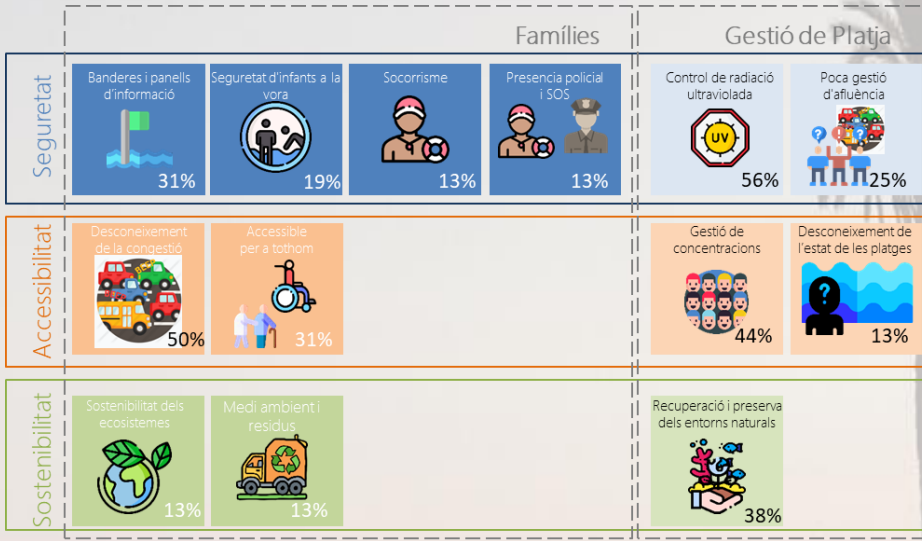 Famílies
Gestió de Platja
Seguretat
Banderes i panells
d'informació
31%
Seguretat d'infants a la
vora
19%
Socorrisme
13%
Presencia policial
i SOS
13%
Control de radiació
ultraviolada
UV
56%
Poca gestió
d'afluència
? ? ?
25%
Accessibilitat
Desconeixement
de la congestió
50%
Accessible
per a tothom
31%
Gestió de
concentracions
44%
Desconeixement de
l'estat de les platges
?
13%
Sostenibilitat
Sostenibilitat dels
ecosistemes
13%
Medi ambient i
residus
13%
Recuperació i preserva
dels entorns naturals
38%